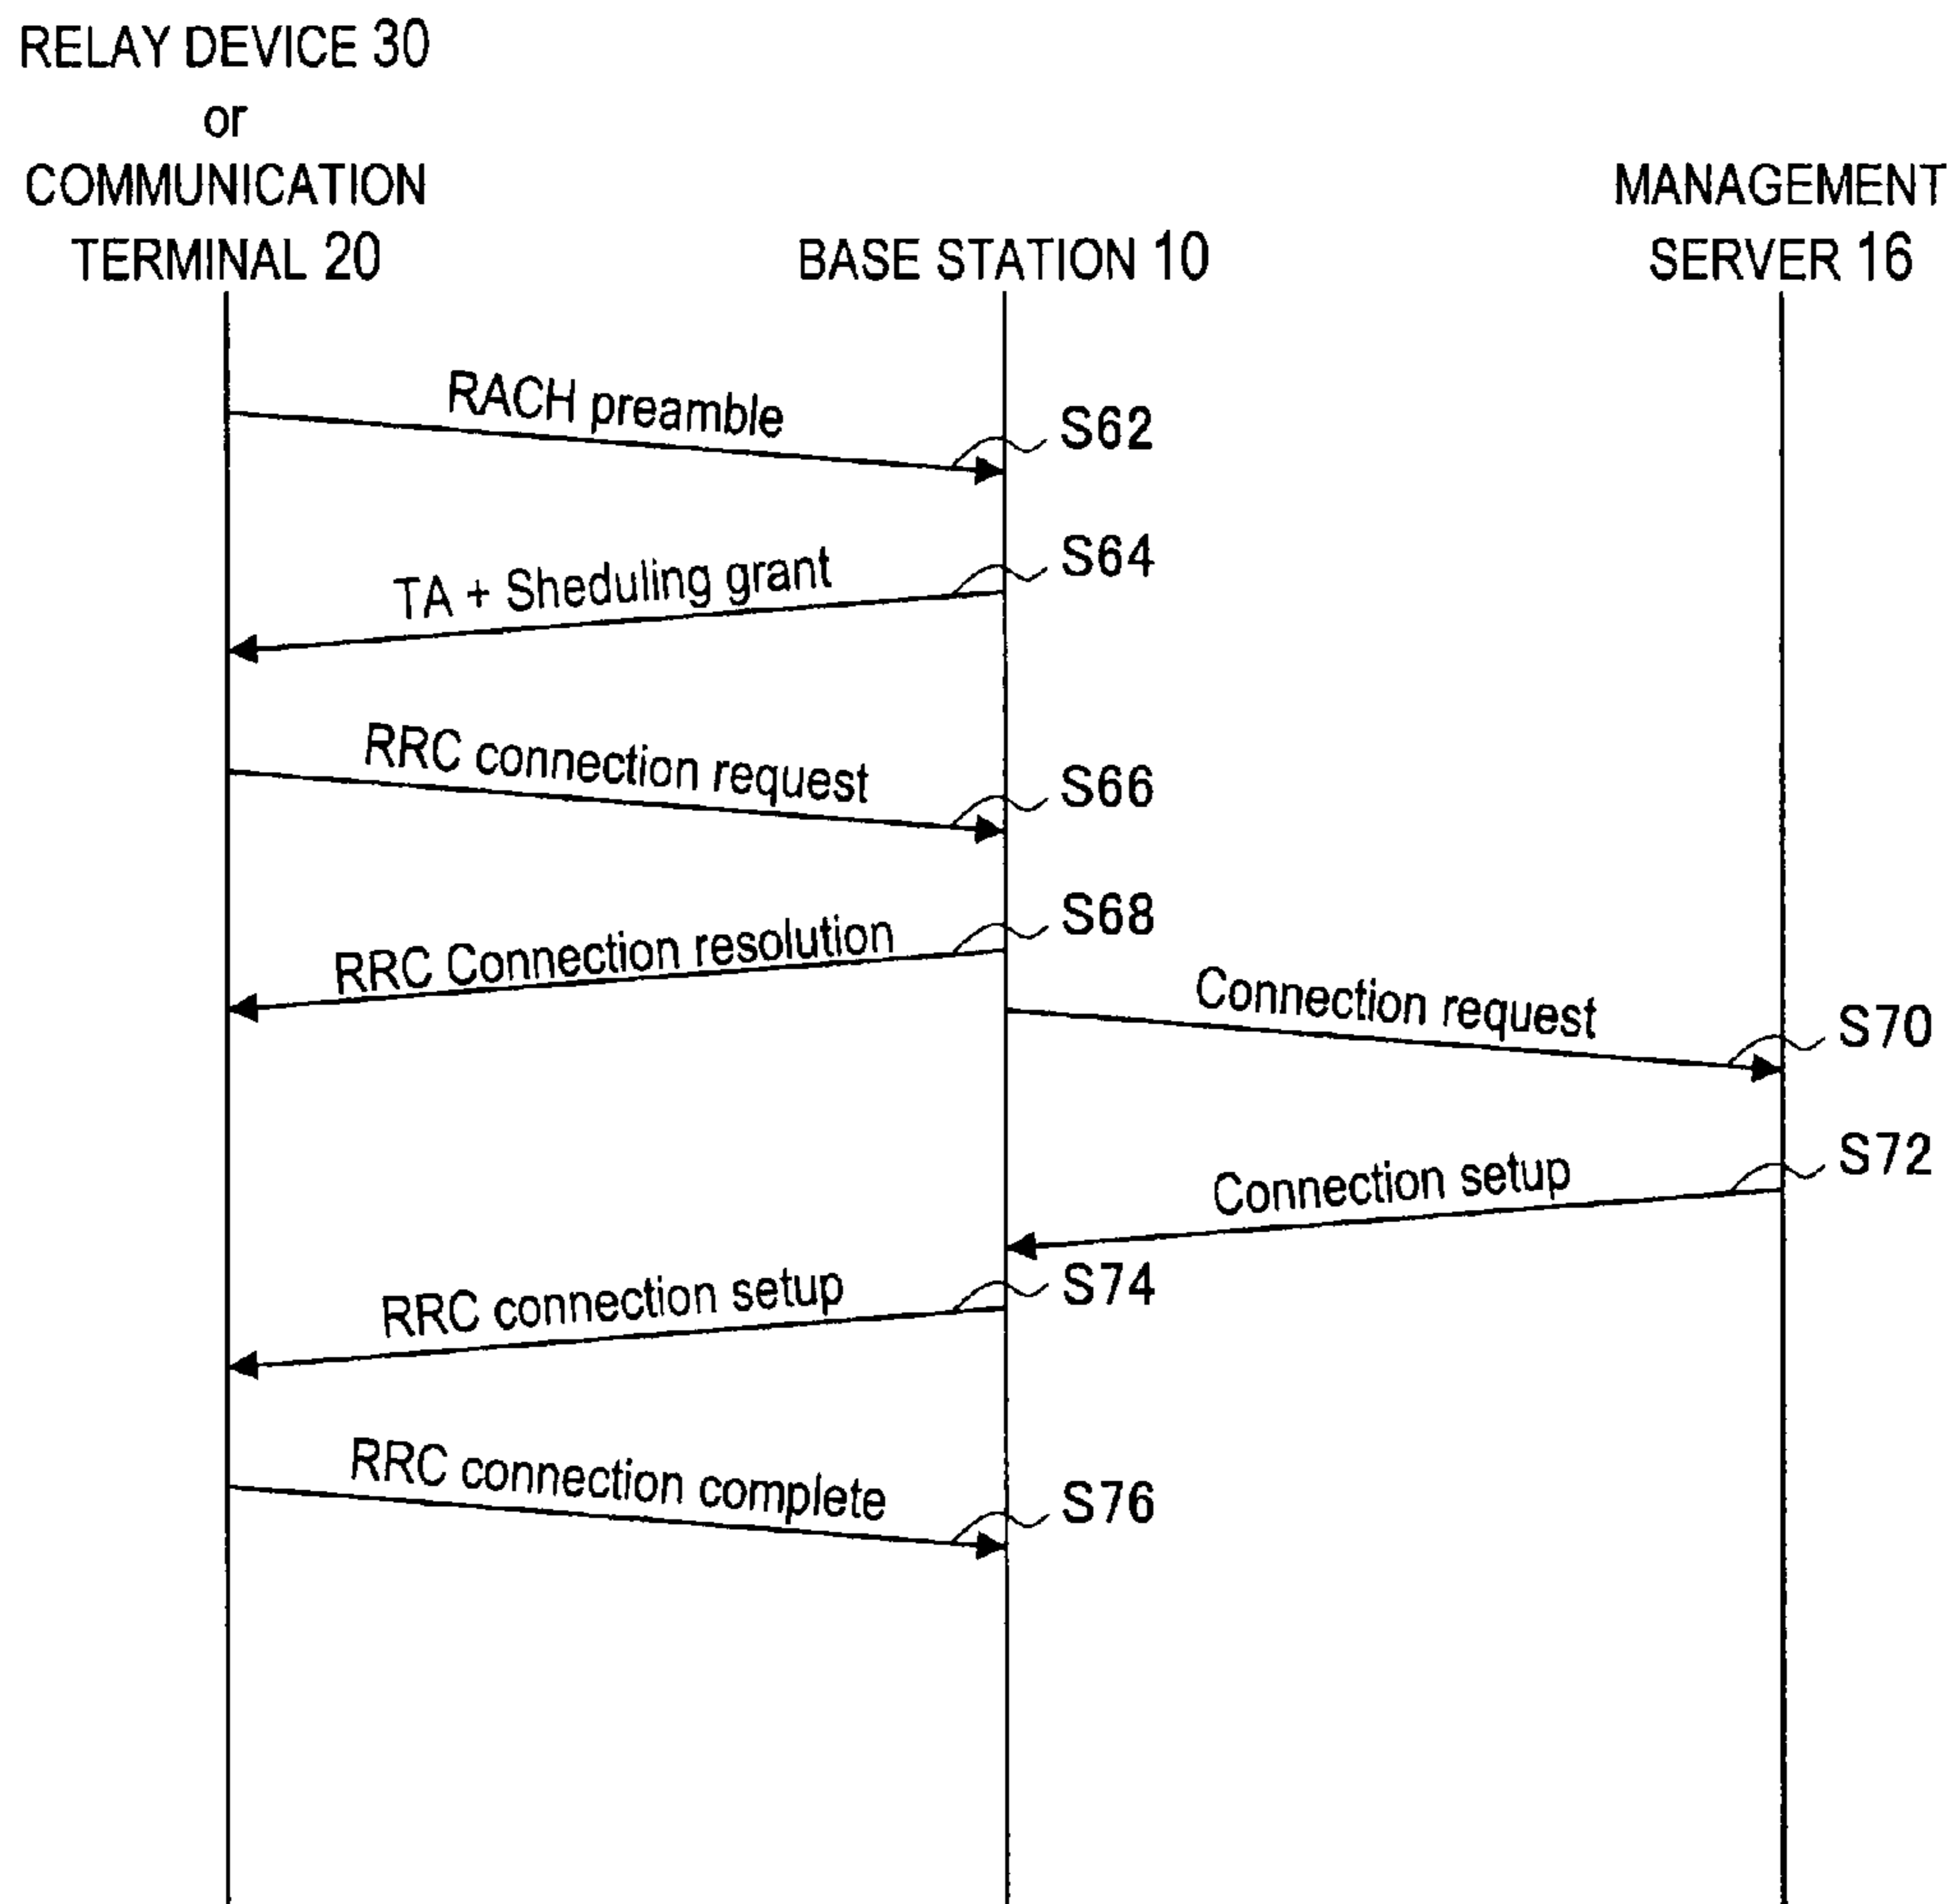 RELAY DEVICE 30
or
COMMUNICATION
TERMINAL 20
BASE STATION 10
MANAGEMENT
SERVER 16
RACH preamble
S62
TA + Sheduling grant
S64
RRC connection request
S66
RRC Connection resolution
S68
Connection request
S70
Connection setup
S72
RRC connection setup
S74
RRC connection complete
S76